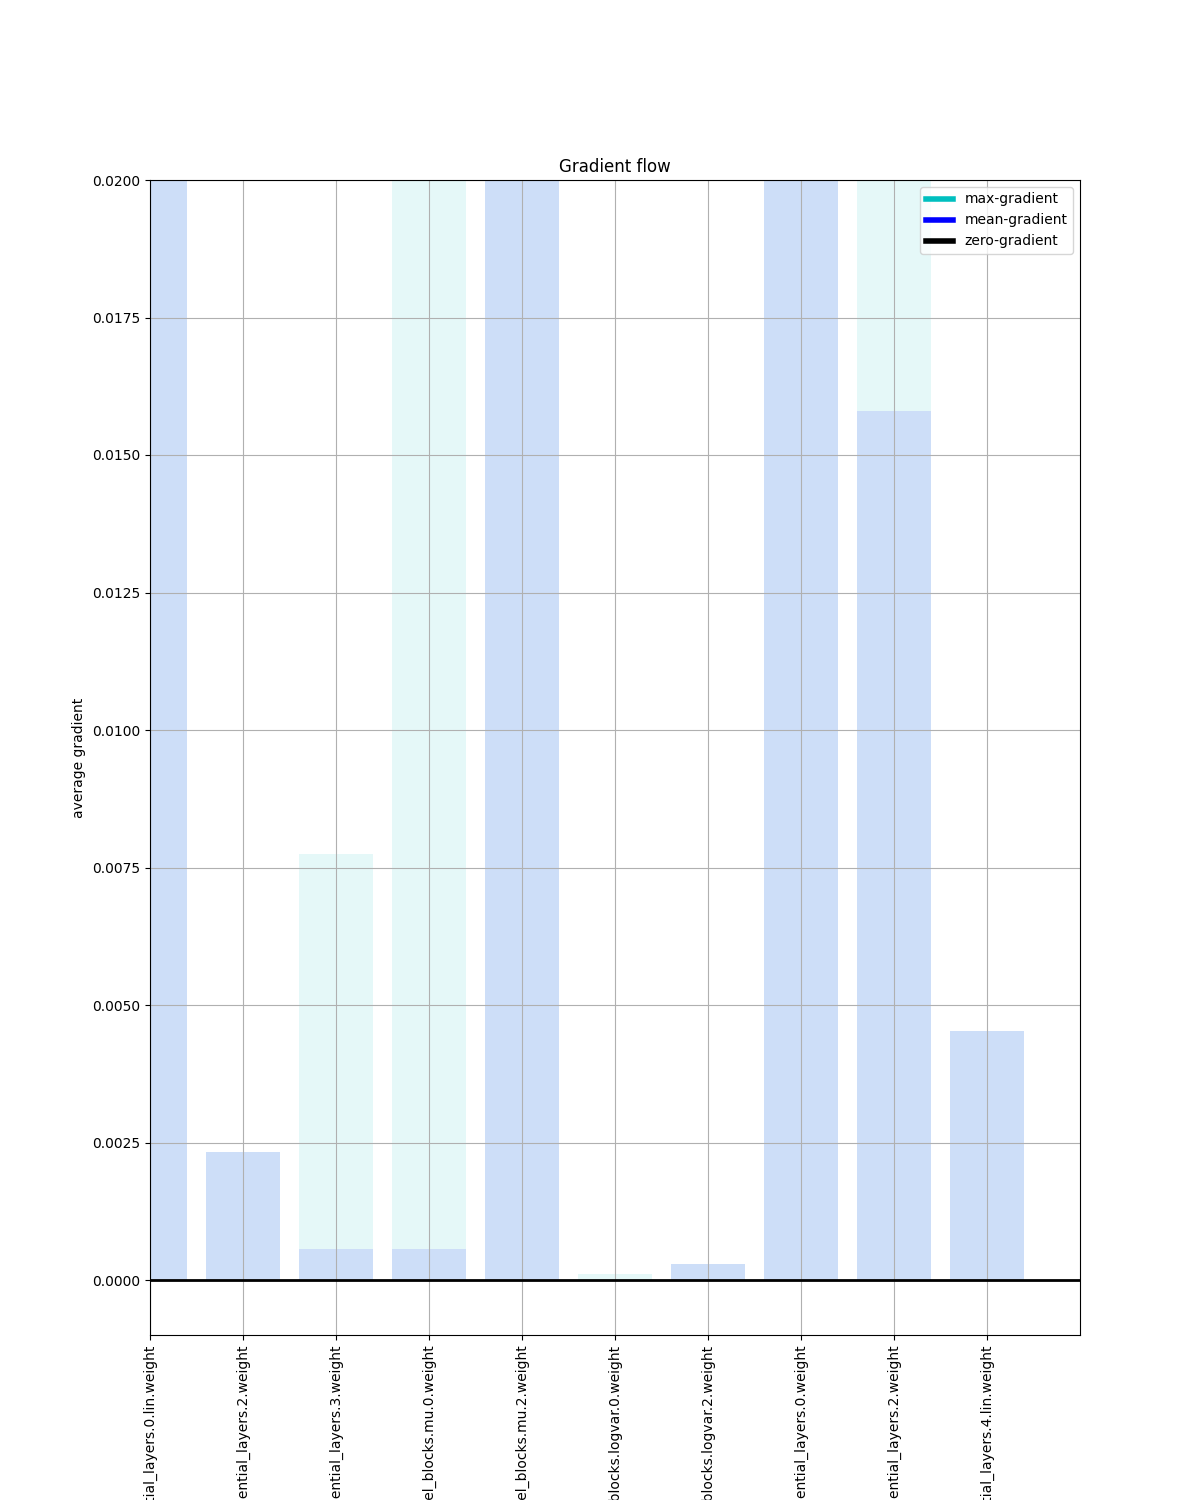 Gradient flow
max-gradient
mean-gradient
zero-gradient
0.0200
0.0175
0.0150
0.0125
0.0100
0.0075
0.0050
0.0025
0.0000
average gradient
tial_layers.0.lin.weight
ential_layers.2.weight
ential_layers.3.weight
el_blocks.mu.0.weight
el_blocks.mu.2.weight
blocks.logvar.0.weight
blocks.logvar.2.weight
ential_layers.0.weight
ential_layers.2.weight
tial_layers.4.lin.weight